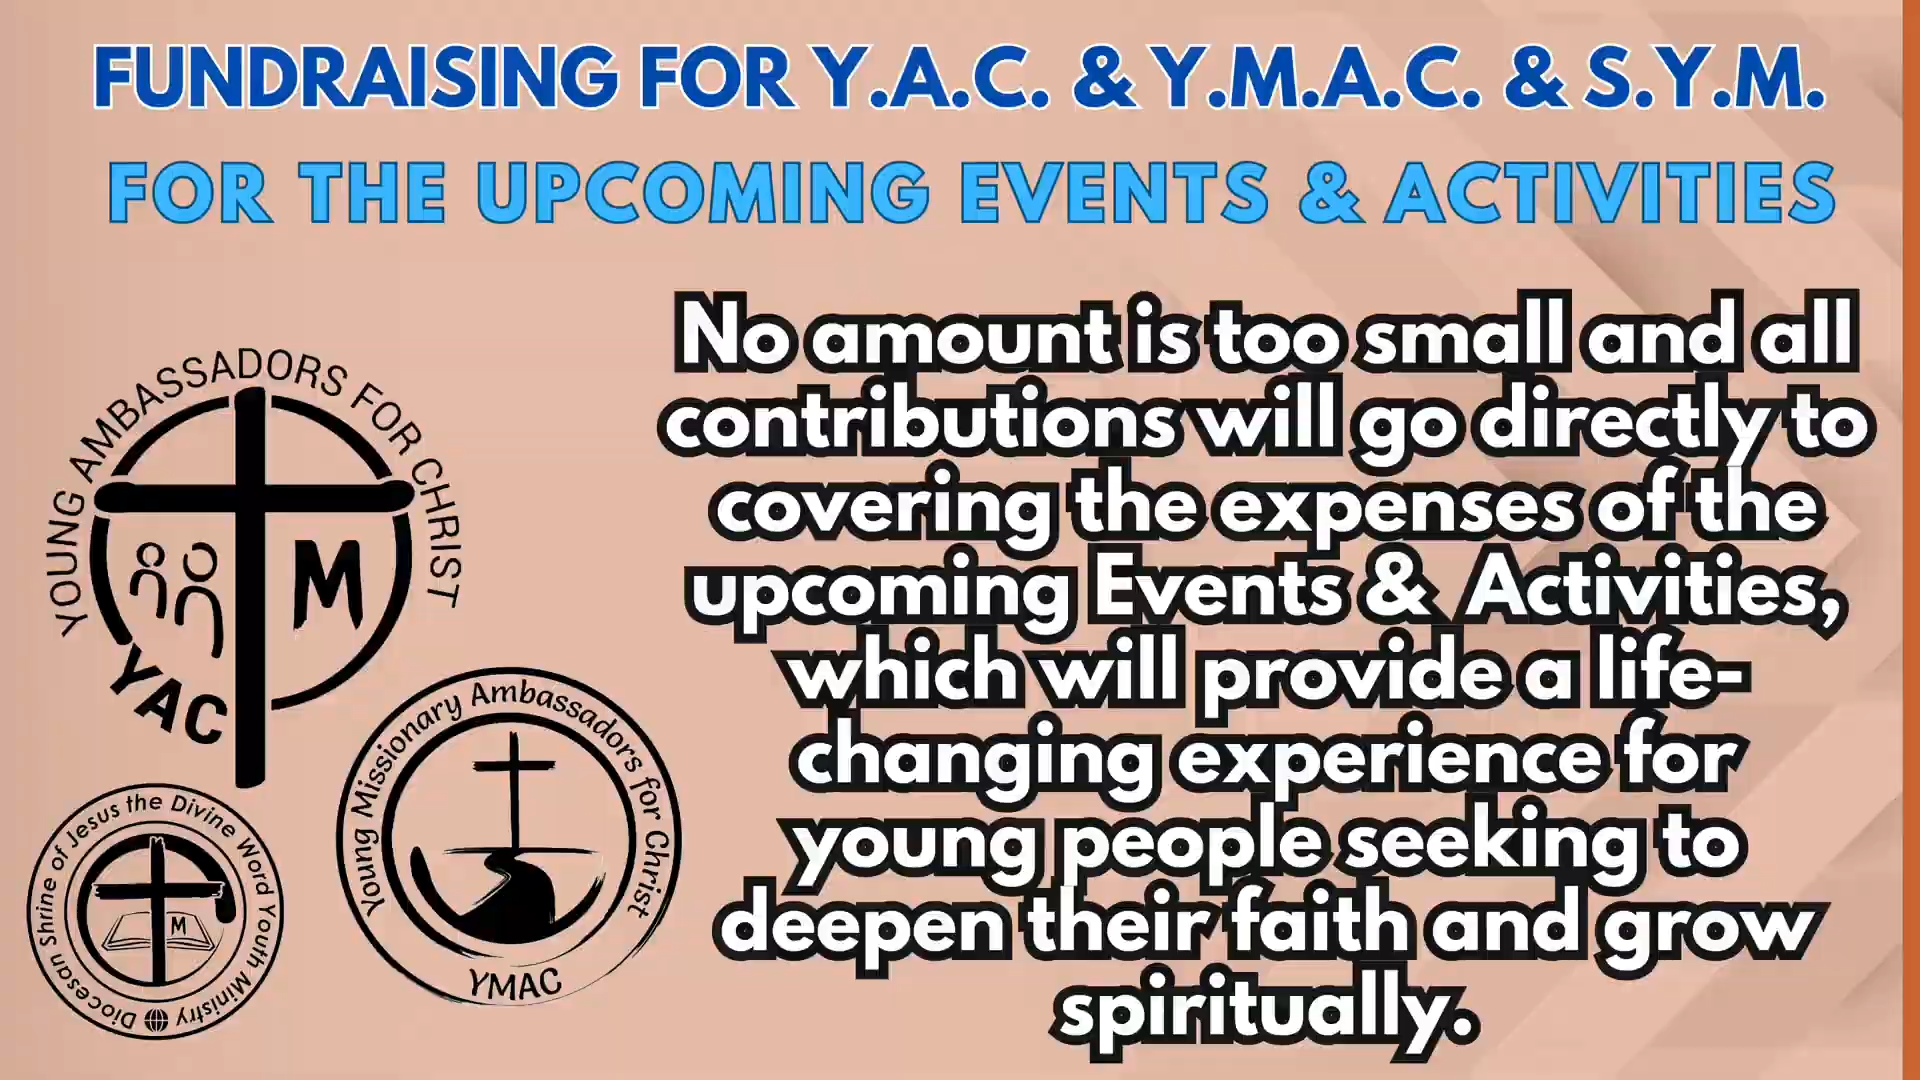 FUNDRAISING FOR Y.A.C. & Y.M.A.C. & S.Y.M.
FOR THE UPCOMING EVENTS & ACTIVITIES
No amount is too small and all
contributions will go directly to
covering the expenses of the
upcoming Events & Activities,
which will provide a life-
changing experience for
young people seeking to
deepen their faith and grow
spiritually.
YOUNG AMBASSADORS FOR CHRIST
M
YAC
Young Missionary Ambassadors for Christ
YMAC
Diocesan Shrine of Jesus the Divine Word Youth Ministry
M